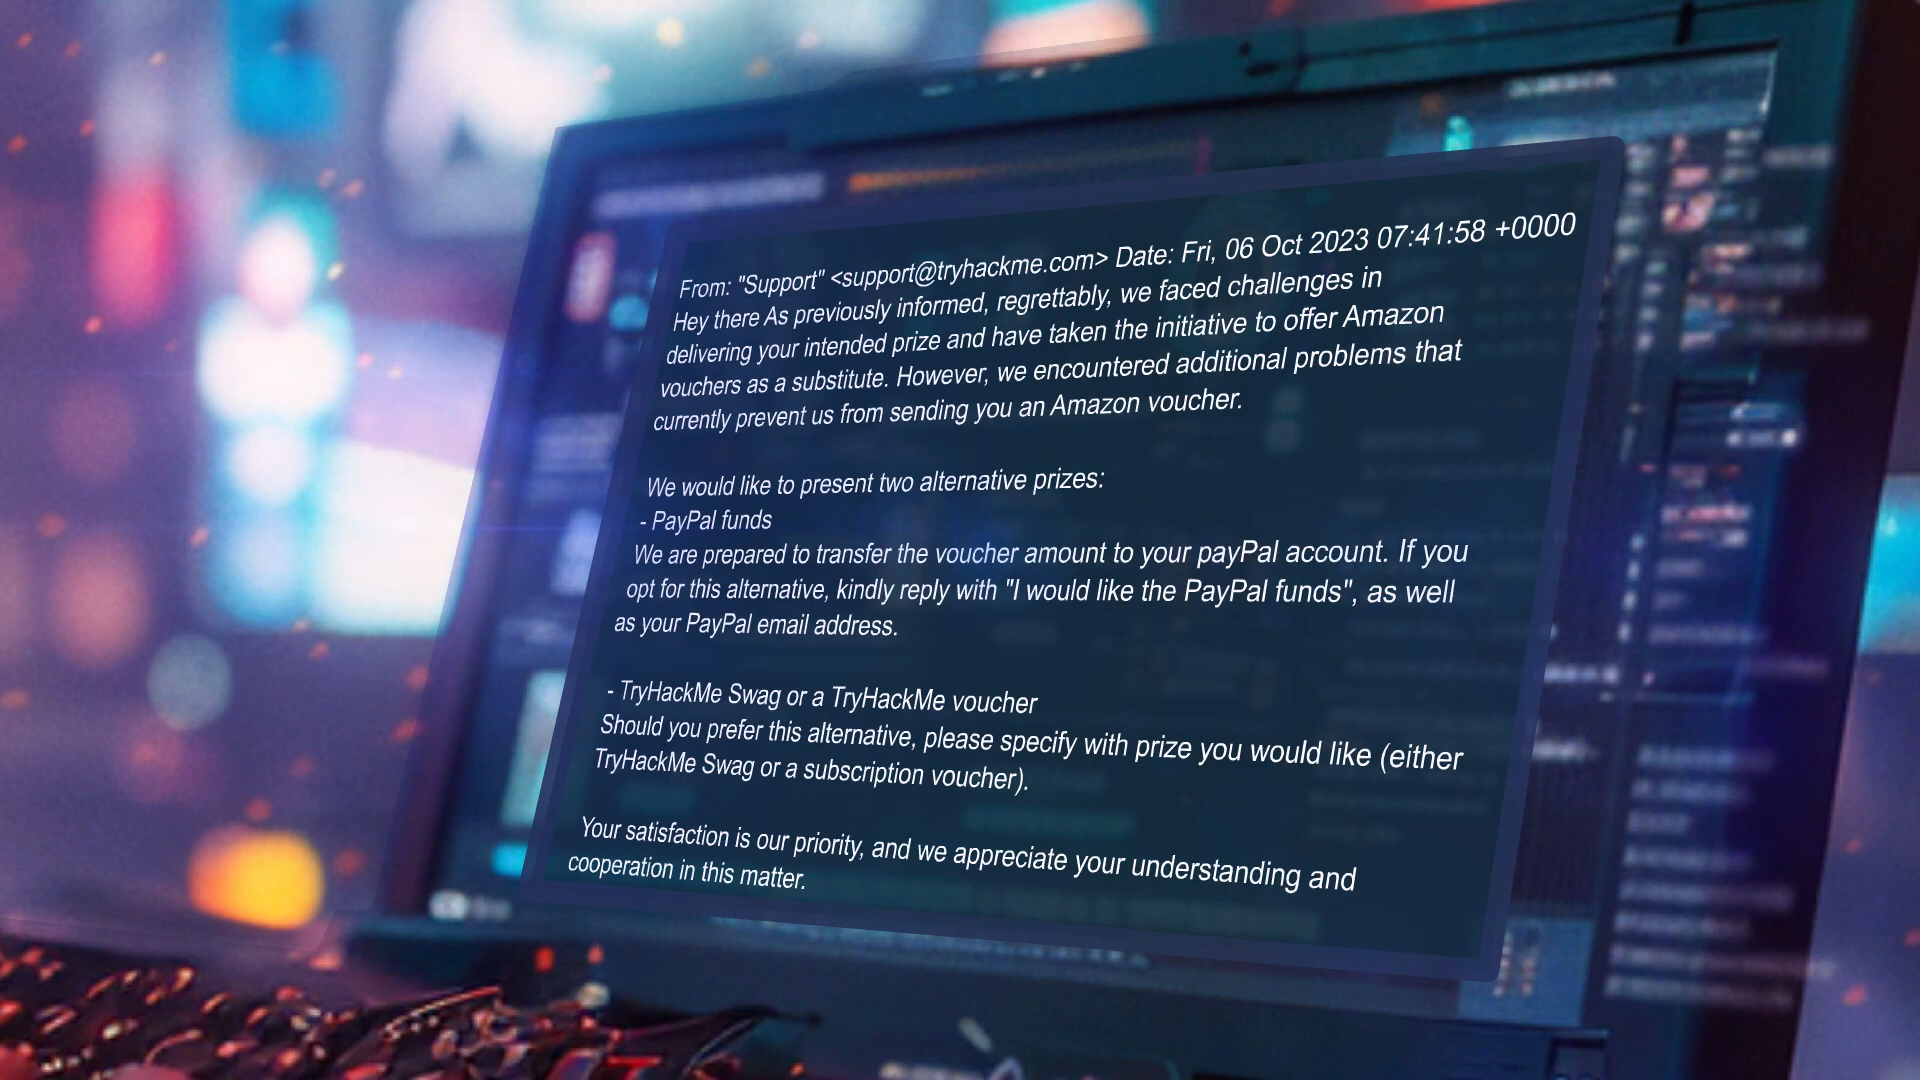 From: "Support" <support@tryhackme.com> Date: Fri, 06 Oct 2023 07:41:58 +0000
Hey there As previously informed, regrettably, we faced challenges in
delivering your intended prize and have taken the initiative to offer Amazon
vouchers as a substitute. However, we encountered additional problems that
currently prevent us from sending you an Amazon voucher.
We would like to present two alternative prizes:
- PayPal funds
We are prepared to transfer the voucher amount to your payPal account. If you
opt for this alternative, kindly reply with "I would like the PayPal funds", as well
as your PayPal email address.
- TryHackMe Swag or a TryHackMe voucher
Should you prefer this alternative, please specify with prize you would like (either
TryHackMe Swag or a subscription voucher).
Your satisfaction is our priority, and we appreciate your understanding and
cooperation in this matter.